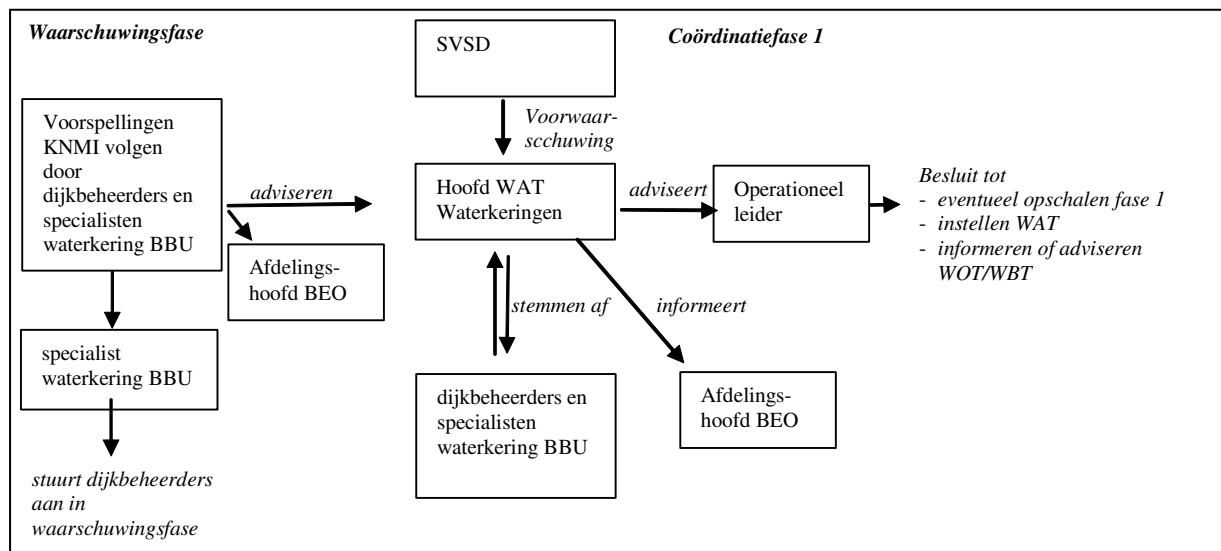 Waarschuwingsfase
Voorspellingen
KNMI volgen
door
dijkbeheerders en
specialisten
waterkering BBU
adviseren
Afdelings-
hoofd BEO
specialist
waterkering BBU
stuurt dijkbeheerders
aan in
waarschuwingsfase
Coördinatiefase 1
SVSD
Voorwaar-
scchuwing
Hoofd WAT
Waterkeringen
adviseert
Operationeel
leider
Besluit tot
- eventueel opschalen fase 1
- instellen WAT
- informeren of adviseren
WOT/WBT
stemmen af
informeert
dijkbeheerders en
specialisten
waterkering BBU
Afdelings-
hoofd BEO